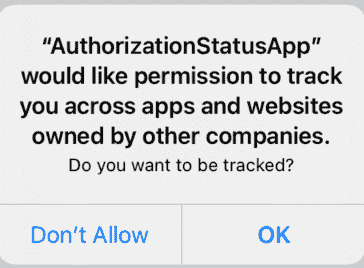 “AuthorizationStatusApp”
would like permission to track
you across apps and websites
owned by other companies.
Do you want to be tracked?
Don’t Allow
OK